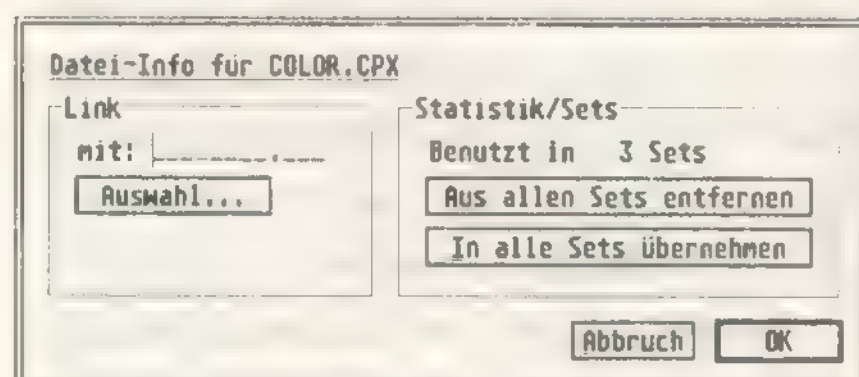 Datei-Info für COLOR.CPX
Link
mit:
Auswahl...
Statistik/Sets
Benutzt in 3 Sets
Aus allen Sets entfernen
In alle Sets übernehmen
Abbruch
OK